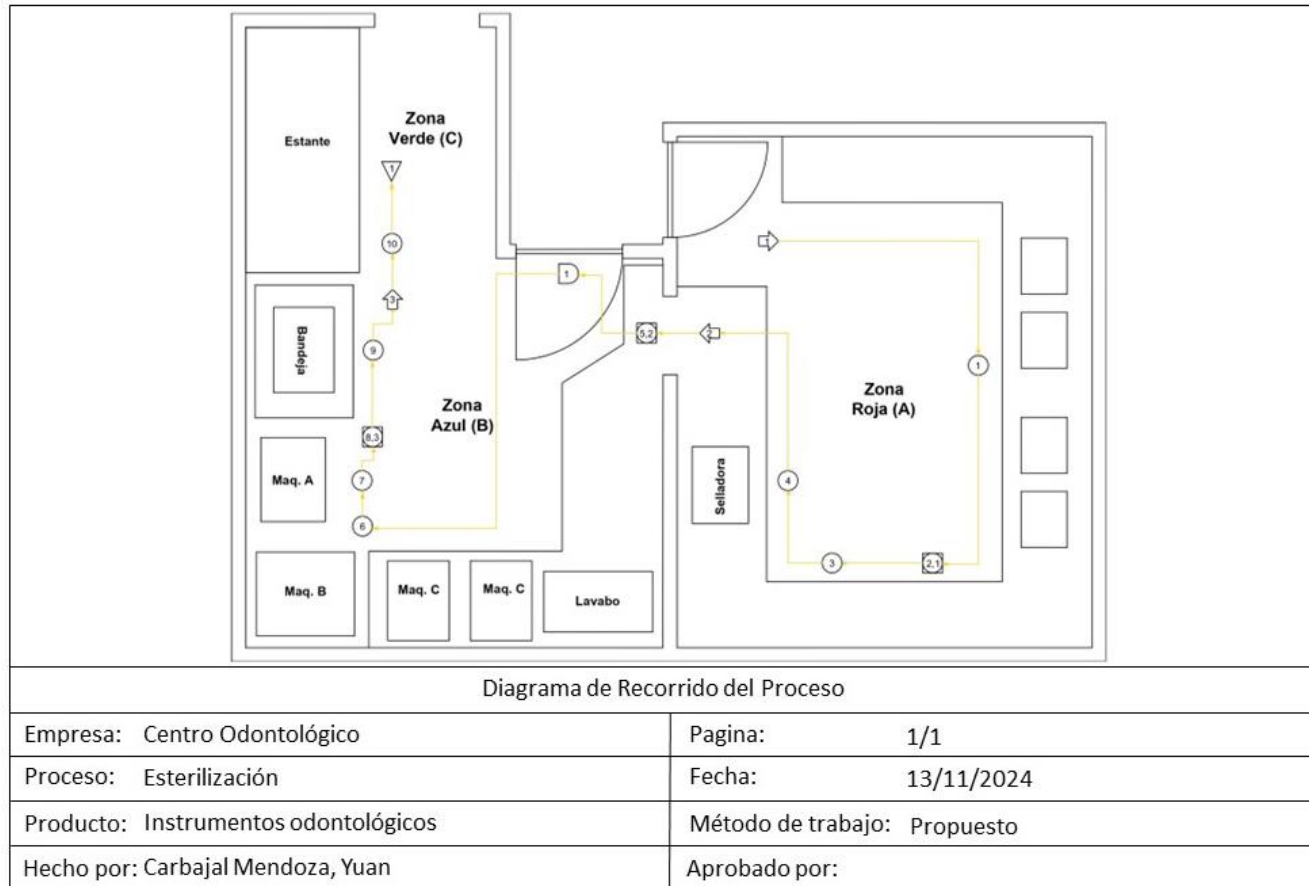 Zona
Verde (C)
Estante
1
10
3
Bandeja
9
8,3
Maq. A
7
6
Maq. B
Zona
Azul (B)
1
5,2
2
1
1
Zona
Roja (A)
Selladora
4
3
2,1
Maq. C
Maq. C
Lavabo
Diagrama de Recorrido del Proceso
Empresa: Centro Odontológico
Pagina: 1/1
Proceso: Esterilización
Fecha: 13/11/2024
Producto: Instrumentos odontológicos
Método de trabajo: Propuesto
Hecho por: Carbajal Mendoza, Yuan
Aprobado por: